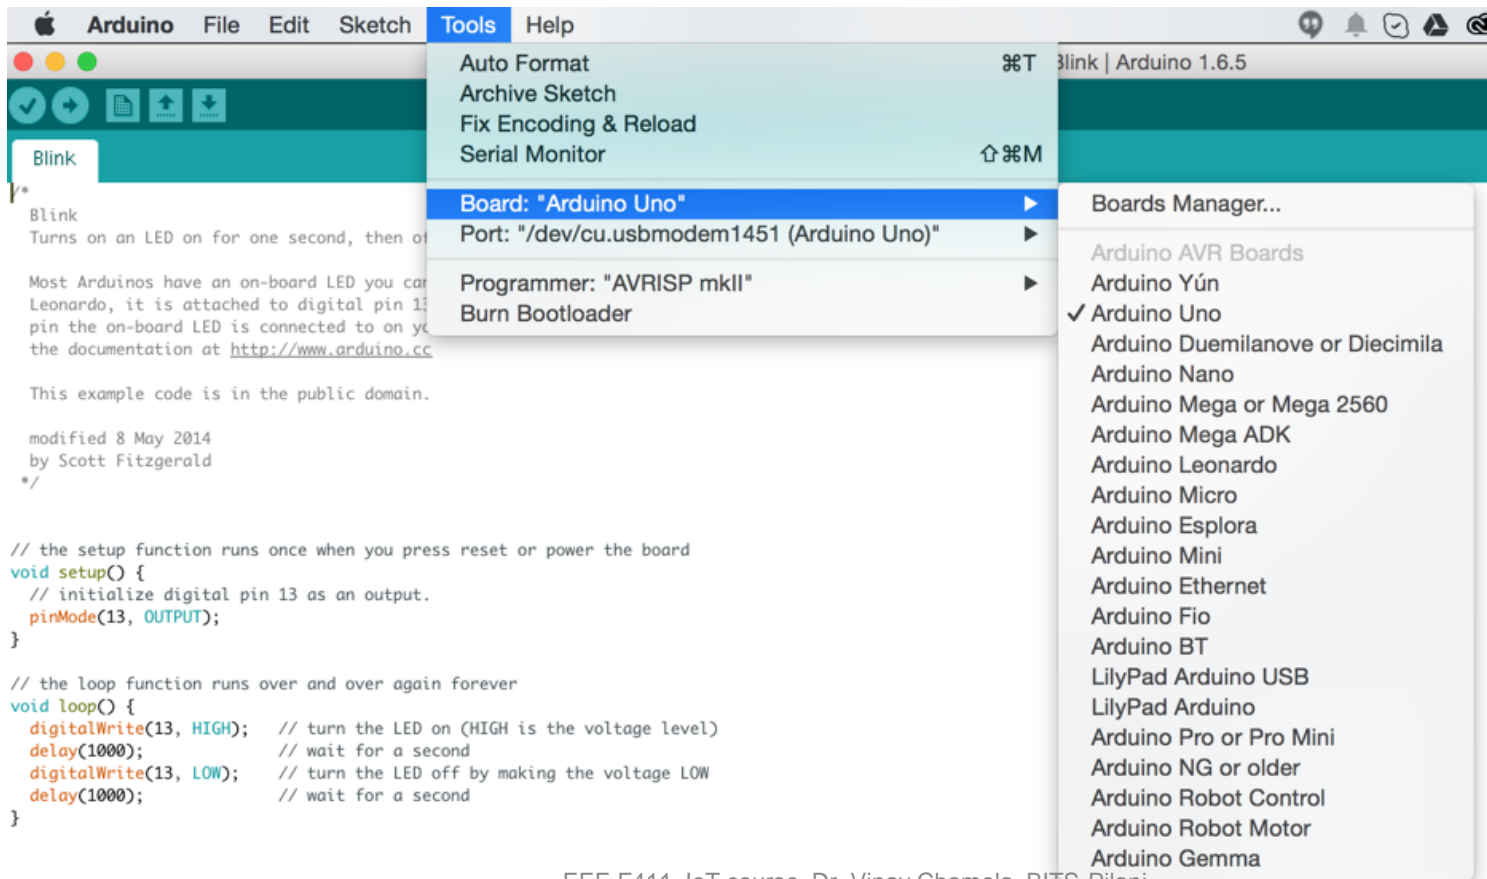 Arduino File Edit Sketch Tools Help
Blink | Arduino 1.6.5
Auto Format ⌘T
Archive Sketch
Fix Encoding & Reload
Serial Monitor ⇧⌘M
Board: "Arduino Uno"
Port: "/dev/cu.usbmodem1451 (Arduino Uno)"
Programmer: "AVRISP mkII"
Burn Bootloader
Boards Manager...
Arduino AVR Boards
Arduino Yún
✓ Arduino Uno
Arduino Duemilanove or Diecimila
Arduino Nano
Arduino Mega or Mega 2560
Arduino Mega ADK
Arduino Leonardo
Arduino Micro
Arduino Esplora
Arduino Mini
Arduino Ethernet
Arduino Fio
Arduino BT
LilyPad Arduino USB
LilyPad Arduino
Arduino Pro or Pro Mini
Arduino NG or older
Arduino Robot Control
Arduino Robot Motor
Arduino Gemma
Blink
/*
Blink
Turns on an LED on for one second, then
Most Arduinos have an on-board LED you
Leonardo, it is attached to digital pin
pin the on-board LED is connected to on
the documentation at http://www.arduino.cc
This example code is in the public domain.
modified 8 May 2014
by Scott Fitzgerald
*/
// the setup function runs once when you press reset or power the board
void setup() {
// initialize digital pin 13 as an output.
pinMode(13, OUTPUT);
}
// the loop function runs over and over again forever
void loop() {
digitalWrite(13, HIGH); // turn the LED on (HIGH is the voltage level)
delay(1000); // wait for a second
digitalWrite(13, LOW); // turn the LED off by making the voltage LOW
delay(1000); // wait for a second
}